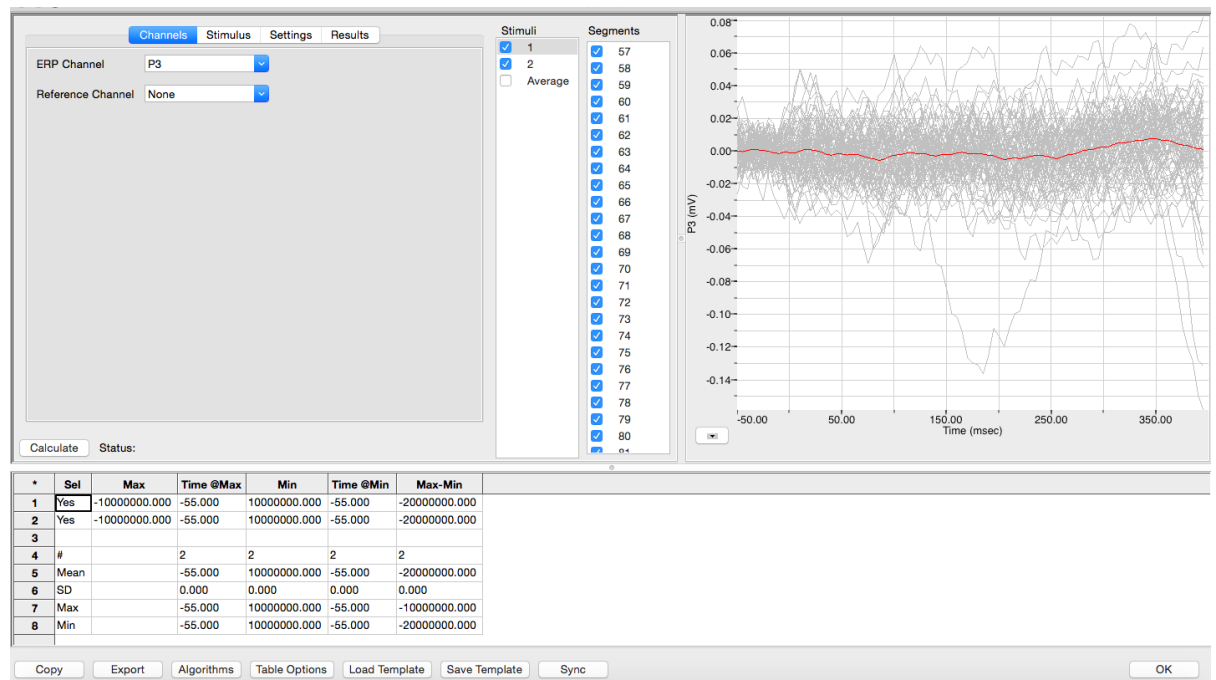 Channels Stimulus Settings Results
ERP Channel P3
Reference Channel None
Calculate Status:
Stimuli
1
2
Average
Segments
57
58
59
60
61
62
63
64
65
66
67
68
69
70
71
72
73
74
75
76
77
78
79
80
0.08
0.06
0.04
0.02
0.00
-0.02
-0.04
-0.06
-0.08
-0.10
-0.12
-0.14
P3 (mV)
-50.00 50.00 150.00 250.00 350.00
Time (msec)
* Sel Max Time @Max Min Time @Min Max-Min
1 Yes -10000000.000 -55.000 10000000.000 -55.000 -20000000.000
2 Yes -10000000.000 -55.000 10000000.000 -55.000 -20000000.000
3
4 # 2 2 2 2
5 Mean -55.000 10000000.000 -55.000 -20000000.000
6 SD 0.000 0.000 0.000 0.000
7 Max -55.000 10000000.000 -55.000 -10000000.000
8 Min -55.000 10000000.000 -55.000 -20000000.000
Copy Export Algorithms Table Options Load Template Save Template Sync OK